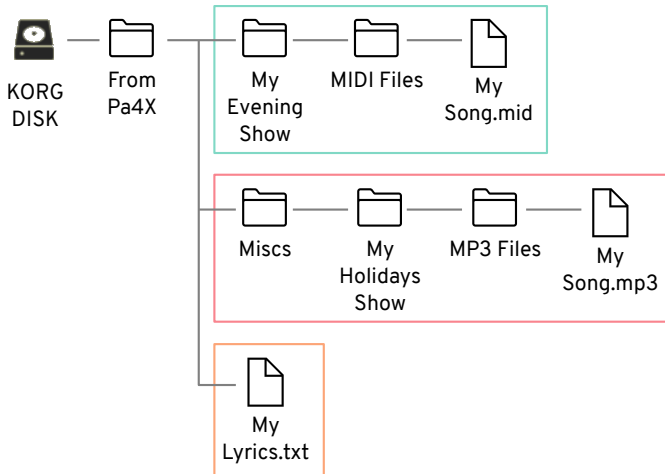 KORG
DISK
From
Pa4X
My
Evening
Show
MIDI Files
My
Song.mid
Miscs
My
Holidays
Show
MP3 Files
My
Song.mp3
My
Lyrics.txt